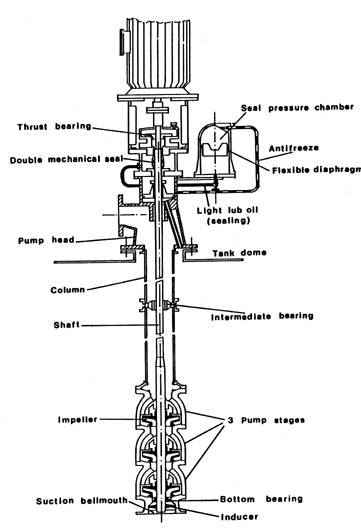 Seal pressure chamber
Thrust bearing
Antifreeze
Double mechanical seal
Flexible diaphragm
Light lub oil
(sealing)
Pump head
Tank dome
Column
Intermediate bearing
Shaft
Impeller
3 Pump stages
Suction bellmouth
Bottom bearing
Inducer